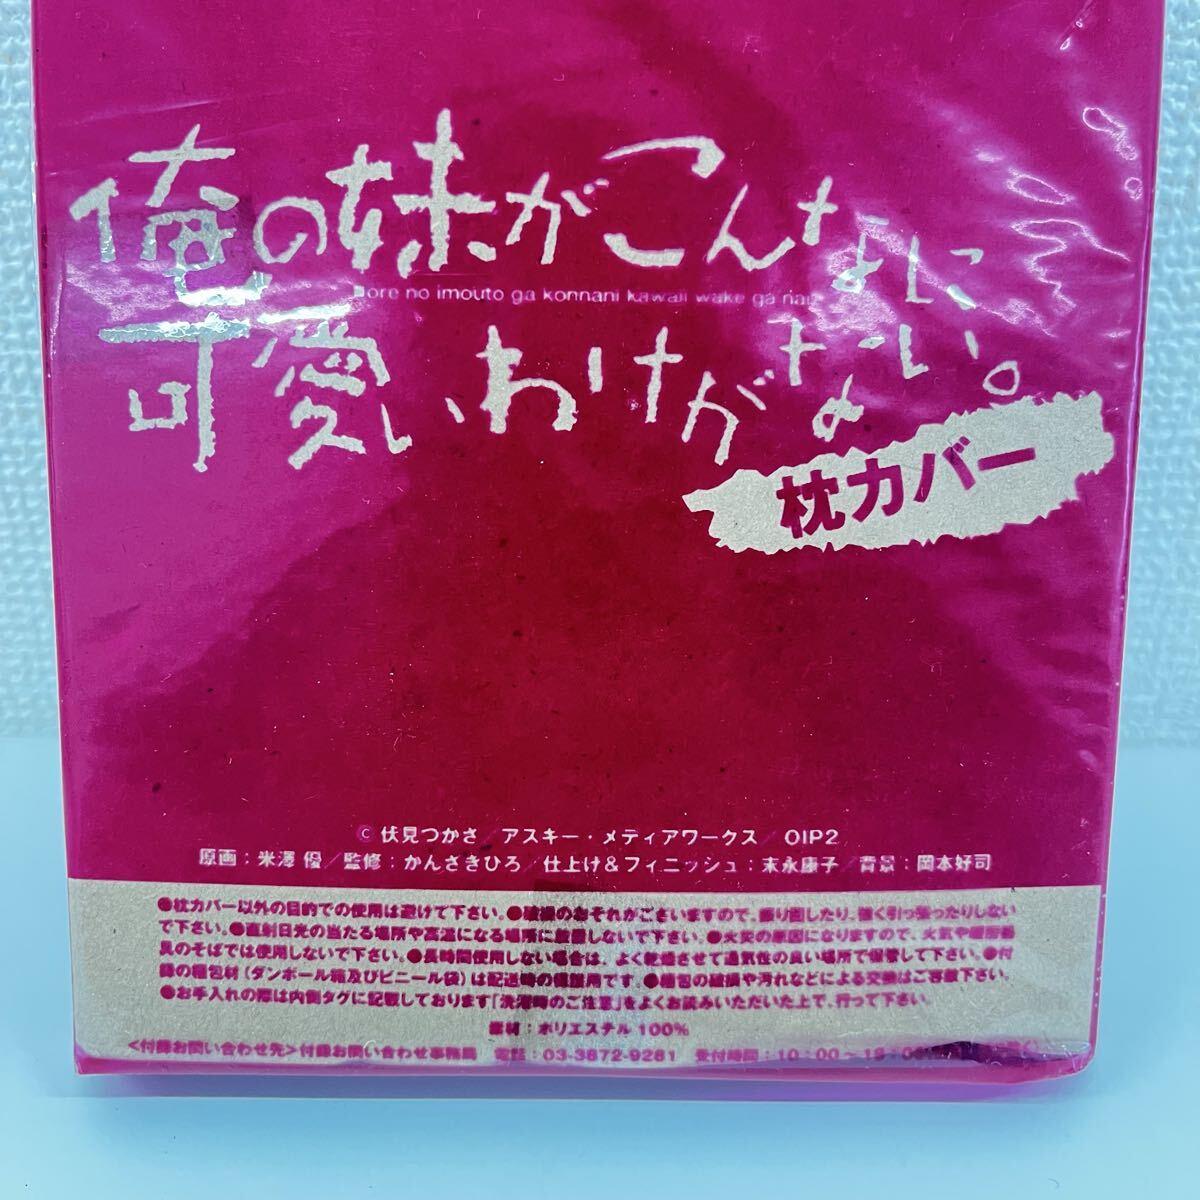 俺の妹がこんなに
ore no imouto ga konnani kawaii wake ga nai
可愛いわけがない。
枕カバー
© 伏見つかさ/アスキー・メディアワークス/OIP2
原画：米澤 優/監修：かんざきひろ/仕上げ&フィニッシュ：末永康子/背景：岡本好司
●枕カバー以外の目的での使用は避けて下さい。●破損のおそれがございますので、振り回したり、強く引っ張ったりしない
で下さい。●直射日光の当たる場所や高温になる場所に放置しないで下さい。●火災の原因になりますので、火気や暖房器
具のそばでは使用しないで下さい。●長時間使用しない場合は、よく乾燥させて通気性の良い場所で保管して下さい。●付
録の梱包材(ダンボール箱及びビニール袋)は配送時の保護用です。●梱包の破損や汚れなどによる交換はご容赦下さい。
●お手入れの際は内側タグに記載しております「洗濯時のご注意」をよくお読みいただいた上で、行って下さい。
素材：ポリエステル100%
<付録お問い合わせ先>付録お問い合わせ事務局 電話：03-3872-9281 受付時間：10：00～